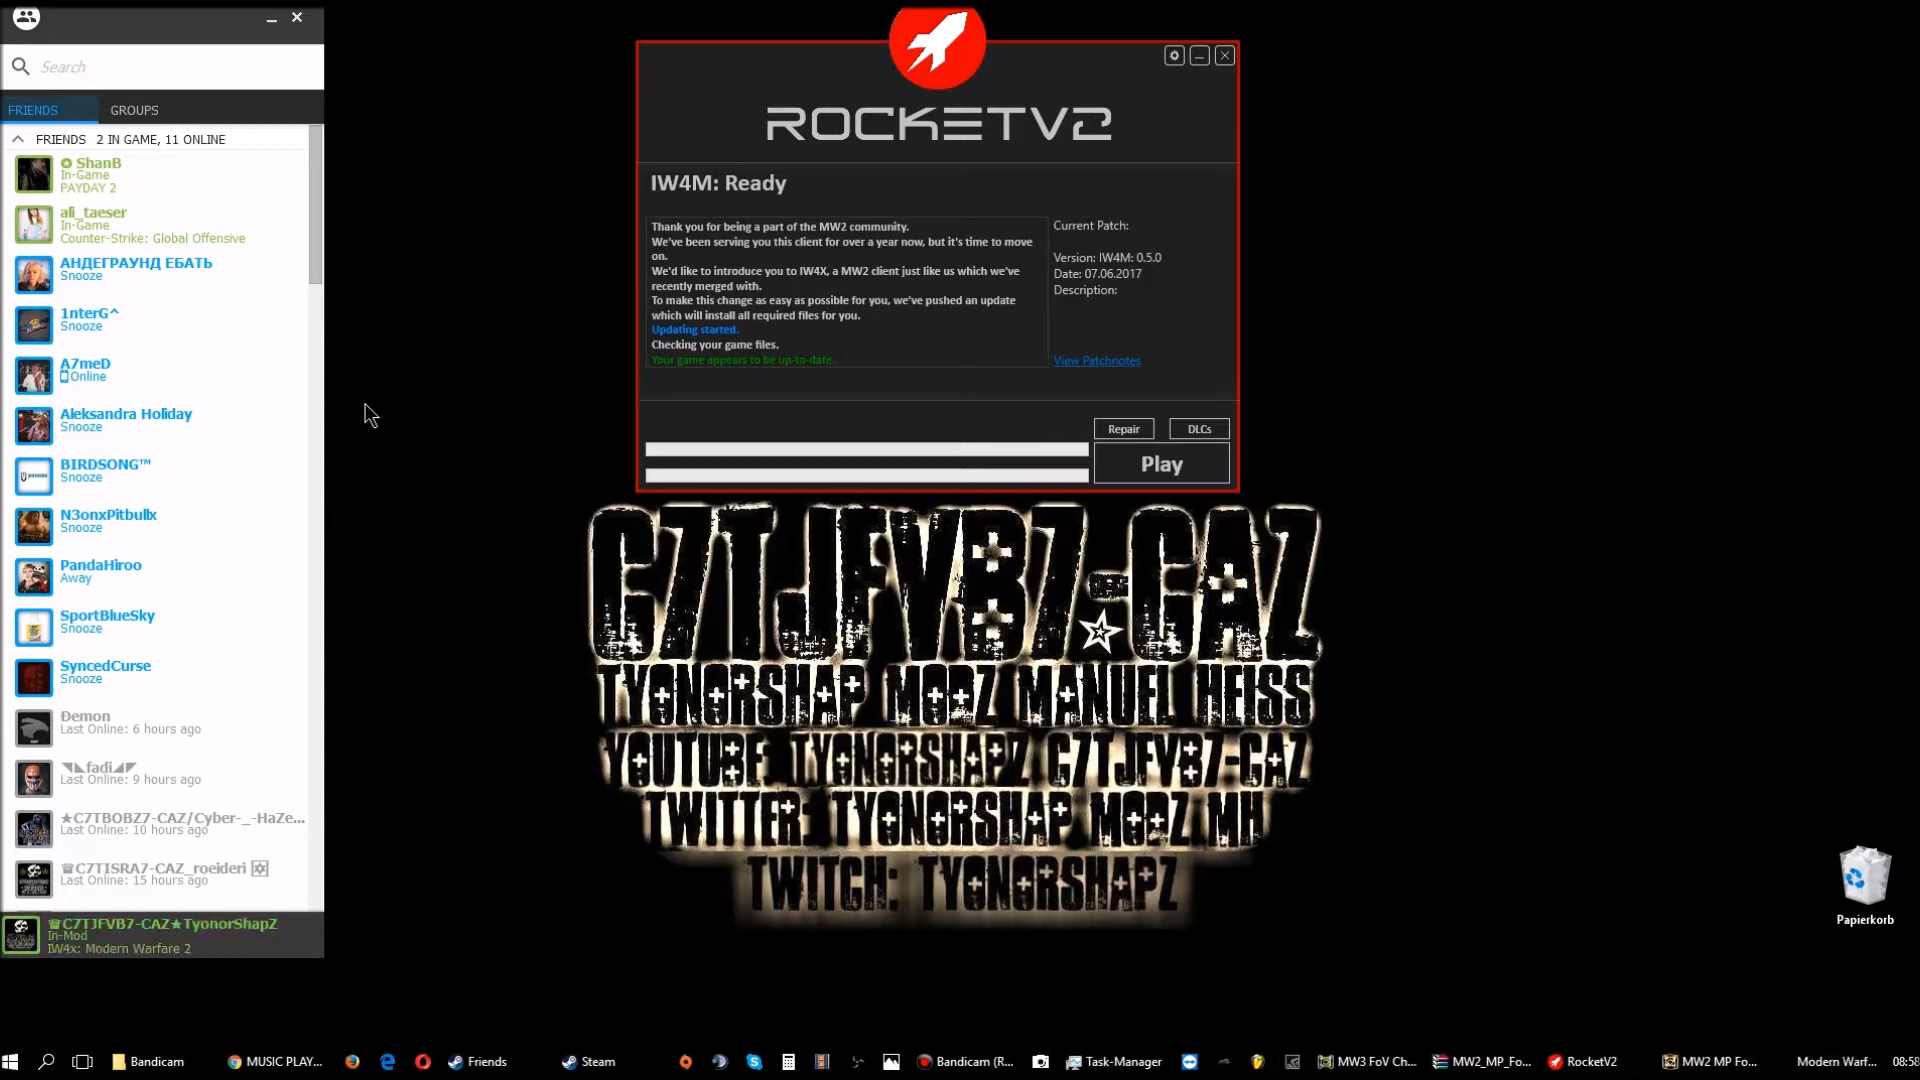 Search
FRIENDS
GROUPS
FRIENDS 2 IN GAME, 11 ONLINE
✪ ShanB
In-Game
PAYDAY 2
ali_taeser
In-Game
Counter-Strike: Global Offensive
АНДЕГРАУНД ЕБАТЬ
Snooze
1nterG^
Snooze
A7meD
Online
Aleksandra Holiday
Snooze
BIRDSONG™
Snooze
N3onxPitbullx
Snooze
PandaHiroo
Away
SportBlueSky
Snooze
SyncedCurse
Snooze
Đemon
Last Online: 6 hours ago
◥◣fadi◢◤
Last Online: 9 hours ago
★C7TBOBZ7-CAZ/Cyber-_-HaZe...
Last Online: 10 hours ago
♕C7TISRA7-CAZ_roeideri 🔯
Last Online: 15 hours ago
♕C7TJFVB7-CAZ★TyonorShapZ
In-Mod
IW4x: Modern Warfare 2
ROCKETV2
IW4M: Ready
Thank you for being a part of the MW2 community.
We've been serving you this client for over a year now, but it's time to move
on.
We'd like to introduce you to IW4X, a MW2 client just like us which we've
recently merged with.
To make this change as easy as possible for you, we've pushed an update
which will install all required files for you.
Updating started.
Checking your game files.
Your game appears to be up-to-date.
Current Patch:
Version: IW4M: 0.5.0
Date: 07.06.2017
Description:
View Patchnotes
Repair
DLCs
Play
C7TJFVB7★-CAZ
TYONORSHAP MODZ MANUEL HEISS
YOUTUBE: TYONORSHAPZ C7TJFVB7-CAZ
TWITTER: TYONORSHAP MODZ MH
TWITCH: TYONORSHAPZ
Papierkorb
Bandicam
MUSIC PLAY...
Friends
Steam
Bandicam (R...
Task-Manager
MW3 FoV Ch...
MW2_MP_Fo...
RocketV2
MW2 MP Fo...
Modern Warf...
08:58